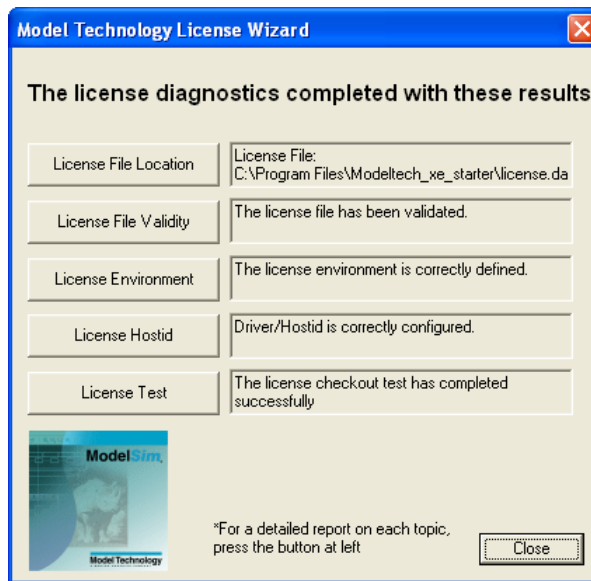 Model Technology License Wizard
The license diagnostics completed with these results
License File Location
License File:
C:\Program Files\Modeltech_xe_starter\license.da
License File Validity
The license file has been validated.
License Environment
The license environment is correctly defined.
License Hostid
Driver/Hostid is correctly configured.
License Test
The license checkout test has completed
successfully
ModelSim
Model Technology
*For a detailed report on each topic,
press the button at left
Close